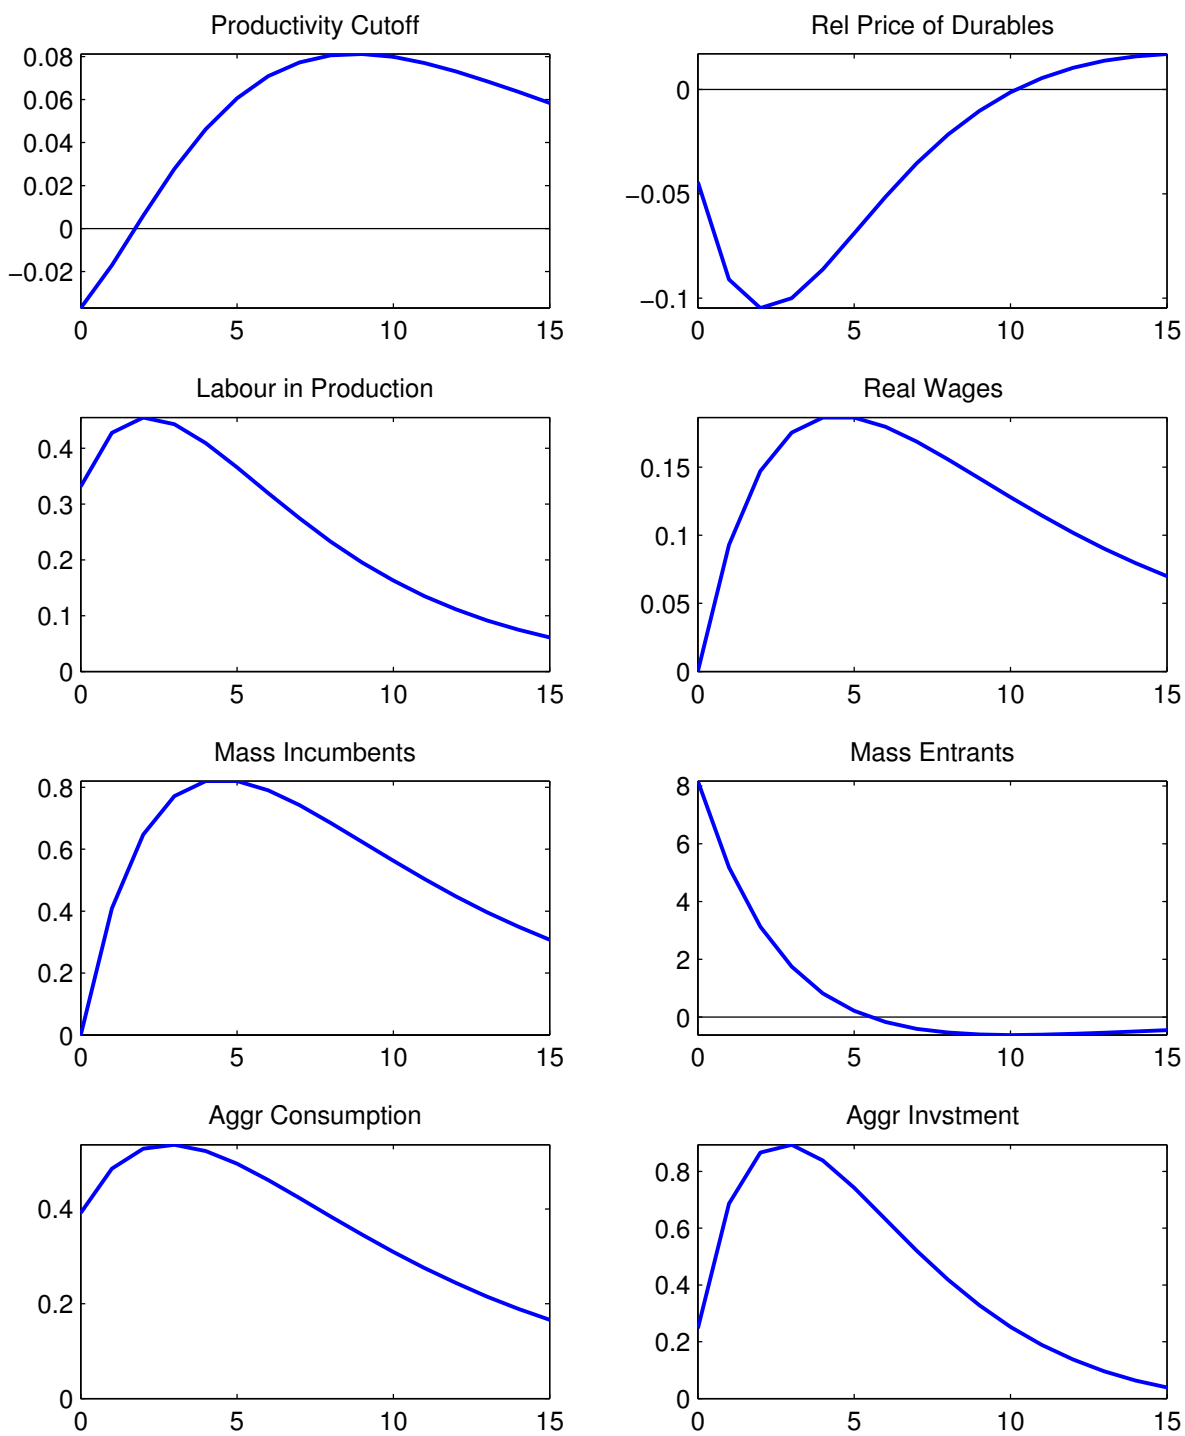 Productivity Cutoff
0.08
0.06
0.04
0.02
0
−0.02
0 5 10 15
Rel Price of Durables
0
−0.05
−0.1
0 5 10 15
Labour in Production
0.4
0.3
0.2
0.1
0
0 5 10 15
Real Wages
0.15
0.1
0.05
0
0 5 10 15
Mass Incumbents
0.8
0.6
0.4
0.2
0
0 5 10 15
Mass Entrants
8
6
4
2
0
0 5 10 15
Aggr Consumption
0.4
0.2
0
0 5 10 15
Aggr Invstment
0.8
0.6
0.4
0.2
0
0 5 10 15